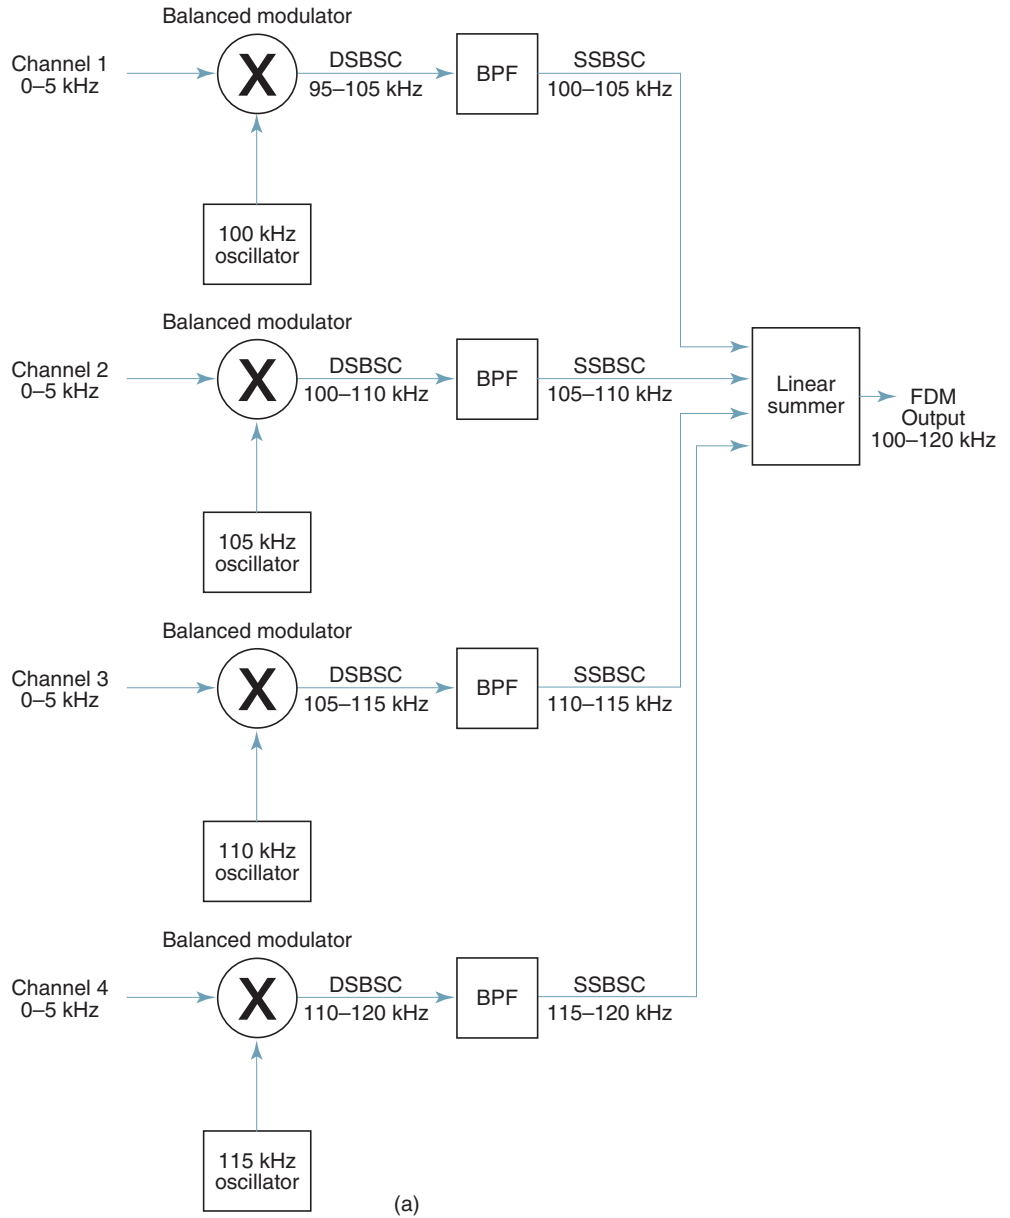 Balanced modulator
Channel 1
0–5 kHz
X
DSBSC
95–105 kHz
BPF
SSBSC
100–105 kHz
100 kHz
oscillator
Balanced modulator
Channel 2
0–5 kHz
X
DSBSC
100–110 kHz
BPF
SSBSC
105–110 kHz
105 kHz
oscillator
Linear
summer
FDM
Output
100–120 kHz
Balanced modulator
Channel 3
0–5 kHz
X
DSBSC
105–115 kHz
BPF
SSBSC
110–115 kHz
110 kHz
oscillator
Balanced modulator
Channel 4
0–5 kHz
X
DSBSC
110–120 kHz
BPF
SSBSC
115–120 kHz
115 kHz
oscillator
(a)